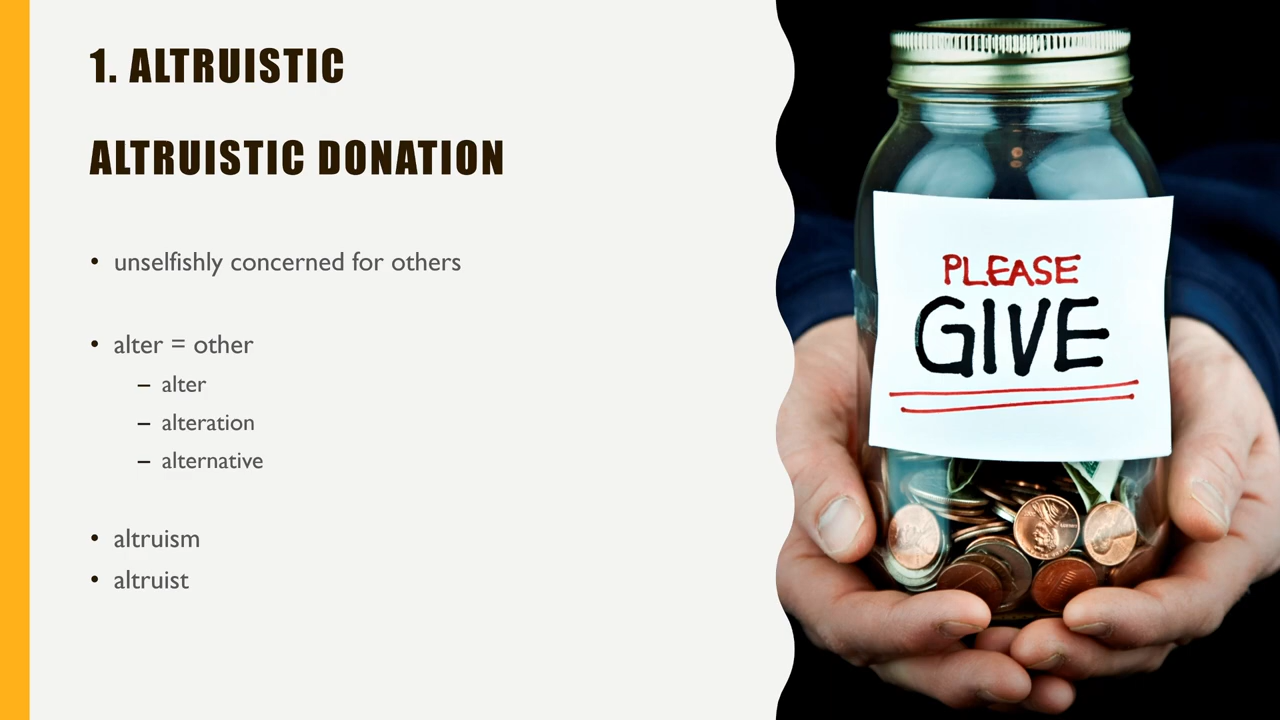 1. ALTRUISTIC
ALTRUISTIC DONATION
• unselfishly concerned for others
• alter = other
– alter
– alteration
– alternative
• altruism
• altruist
PLEASE
GIVE